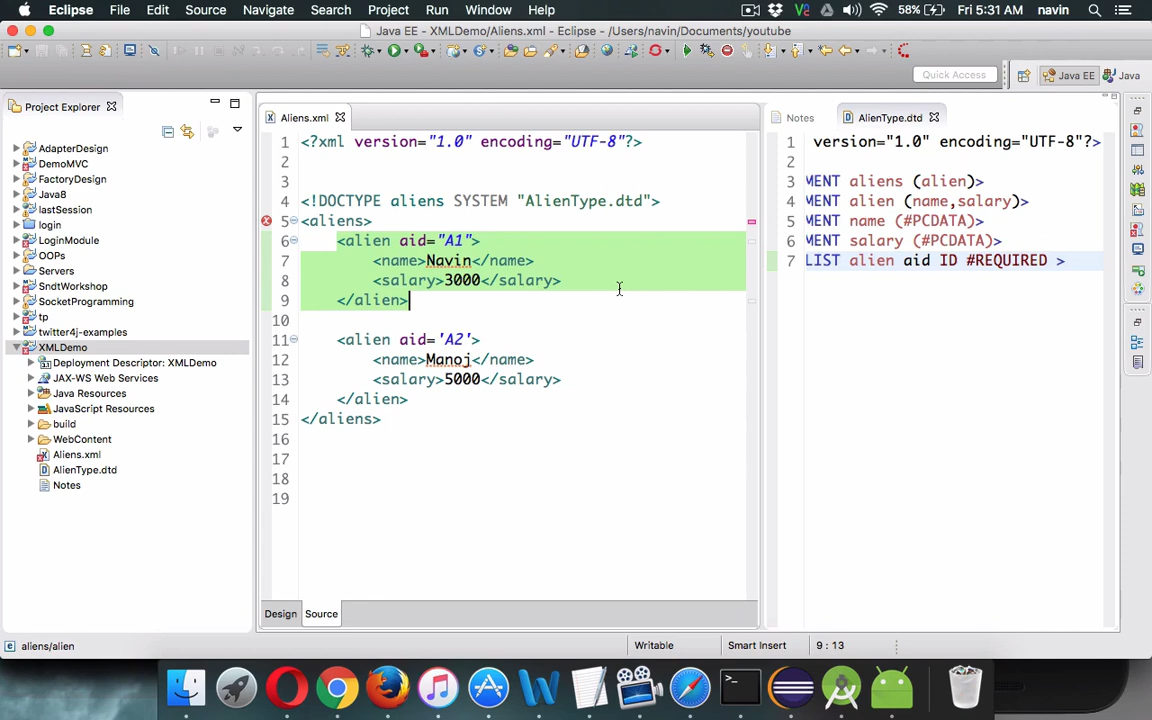 Eclipse File Edit Source Navigate Search Project Run Window Help 58% Fri 5:31 AM navin
Java EE - XMLDemo/Aliens.xml - Eclipse - /Users/navin/Documents/youtube
Quick Access Java EE Java
Project Explorer
AdapterDesign
DemoMVC
FactoryDesign
Java8
lastSession
login
LoginModule
OOPs
Servers
SndtWorkshop
SocketProgramming
tp
twitter4j-examples
XMLDemo
Deployment Descriptor: XMLDemo
JAX-WS Web Services
Java Resources
JavaScript Resources
build
WebContent
Aliens.xml
AlienType.dtd
Notes
Aliens.xml
1 <?xml version="1.0" encoding="UTF-8"?>
2
3
4 <!DOCTYPE aliens SYSTEM "AlienType.dtd">
5 <aliens>
6 <alien aid="A1">
7 <name>Navin</name>
8 <salary>3000</salary>
9 </alien>
10
11 <alien aid='A2'>
12 <name>Manoj</name>
13 <salary>5000</salary>
14 </alien>
15 </aliens>
16
17
18
19
Design Source
Notes AlienType.dtd
1 version="1.0" encoding="UTF-8"?>
2
3 MENT aliens (alien)>
4 MENT alien (name,salary)>
5 MENT name (#PCDATA)>
6 MENT salary (#PCDATA)>
7 LIST alien aid ID #REQUIRED >
aliens/alien Writable Smart Insert 9 : 13